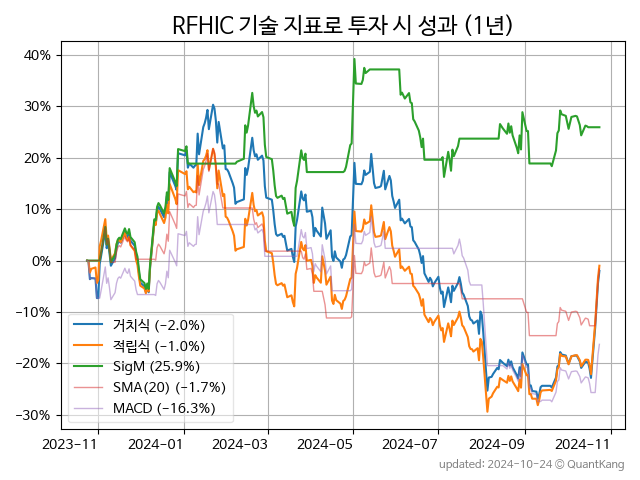 RFHIC 기술 지표로 투자 시 성과 (1년)
40%
30%
20%
10%
0%
−10%
−20%
−30%
거치식 (−2.0%)
적립식 (−1.0%)
SigM (25.9%)
SMA(20) (−1.7%)
MACD (−16.3%)
2023−11
2024−01
2024−03
2024−05
2024−07
2024−09
2024−11
updated: 2024-10-24 @ QuantKang